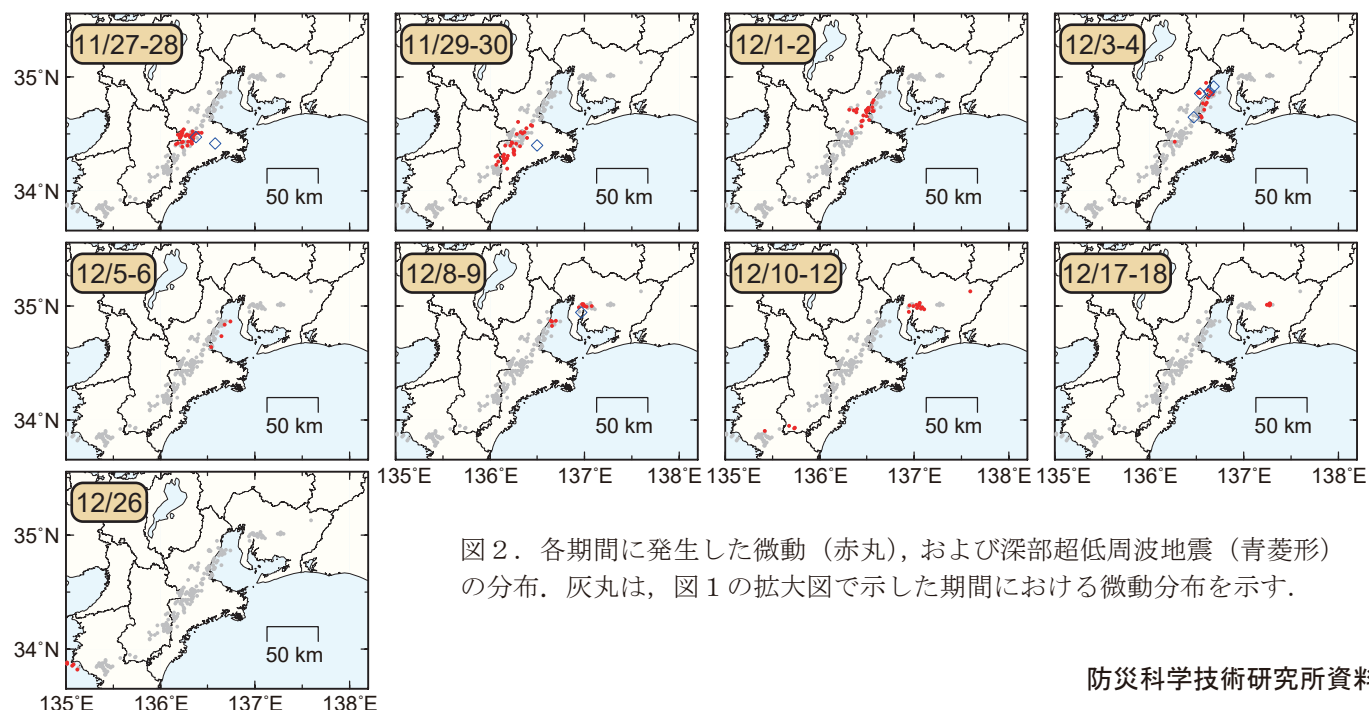 11/27-28
11/29-30
12/1-2
12/3-4
35˚N
34˚N
50 km
50 km
50 km
50 km
12/5-6
12/8-9
12/10-12
12/17-18
35˚N
34˚N
50 km
50 km
50 km
50 km
135˚E 136˚E 137˚E 138˚E
135˚E 136˚E 137˚E 138˚E
135˚E 136˚E 137˚E 138˚E
12/26
35˚N
34˚N
50 km
135˚E 136˚E 137˚E 138˚E
図２．各期間に発生した微動（赤丸），および深部超低周波地震（青菱形）
の分布．灰丸は，図１の拡大図で示した期間における微動分布を示す．
防災科学技術研究所資料